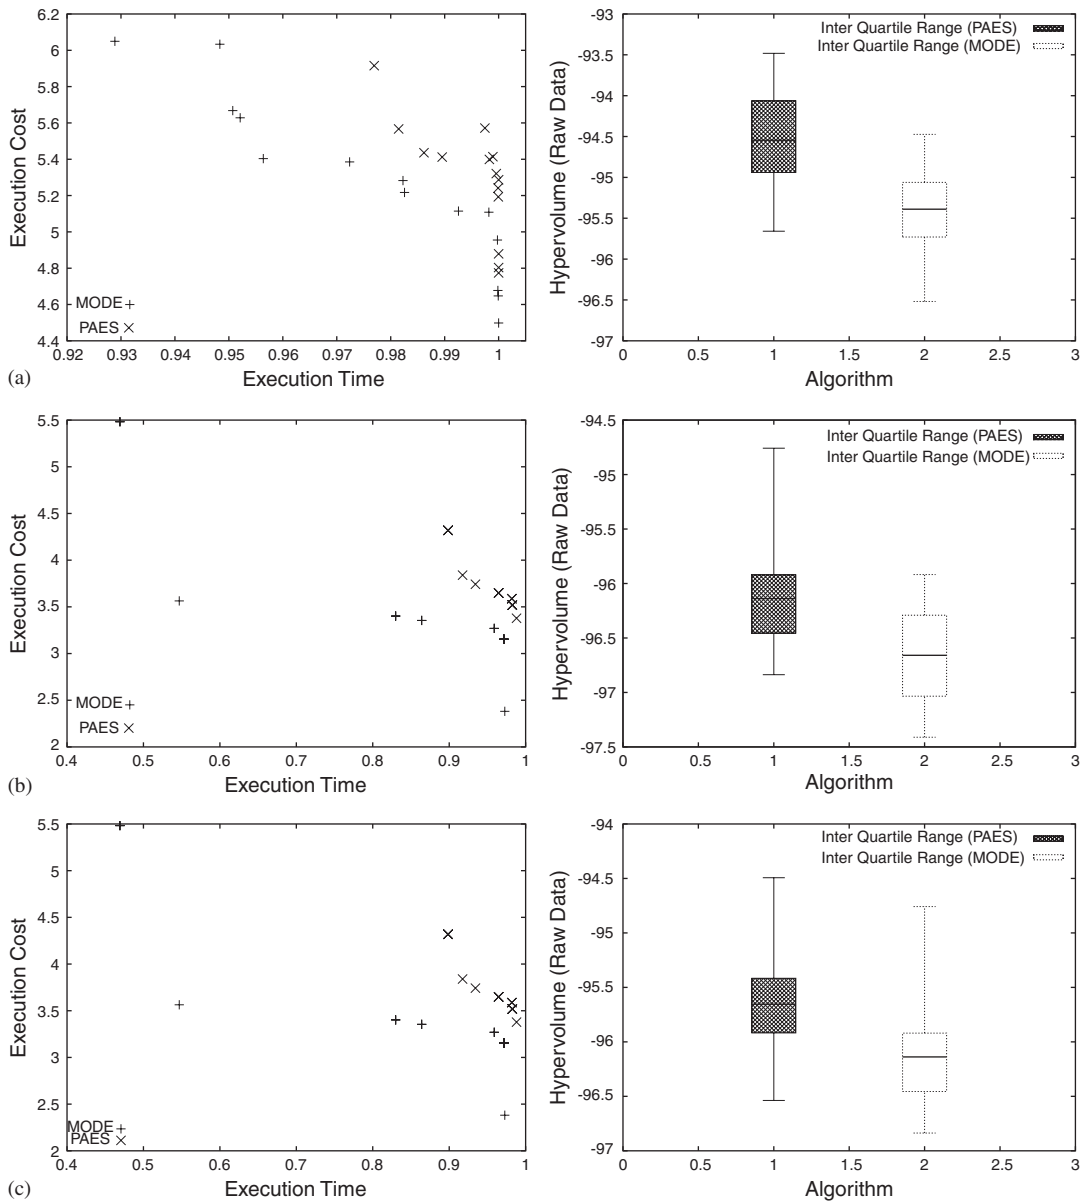 6.2
6
5.8
5.6
5.4
5.2
5
4.8
4.6
4.4
Execution Cost
MODE
PAES
0.92 0.93 0.94 0.95 0.96 0.97 0.98 0.99 1
Execution Time
(a)
-93
-93.5
-94
-94.5
-95
-95.5
-96
-96.5
-97
Hypervolume (Raw Data)
Inter Quartile Range (PAES)
Inter Quartile Range (MODE)
0 0.5 1 1.5 2 2.5 3
Algorithm
5.5
5
4.5
4
3.5
3
2.5
2
Execution Cost
MODE
PAES
0.4 0.5 0.6 0.7 0.8 0.9 1
Execution Time
(b)
-94.5
-95
-95.5
-96
-96.5
-97
-97.5
Hypervolume (Raw Data)
Inter Quartile Range (PAES)
Inter Quartile Range (MODE)
0 0.5 1 1.5 2 2.5 3
Algorithm
5.5
5
4.5
4
3.5
3
2.5
2
Execution Cost
MODE
PAES
0.4 0.5 0.6 0.7 0.8 0.9 1
Execution Time
(c)
-94
-94.5
-95
-95.5
-96
-96.5
-97
Hypervolume (Raw Data)
Inter Quartile Range (PAES)
Inter Quartile Range (MODE)
0 0.5 1 1.5 2 2.5 3
Algorithm